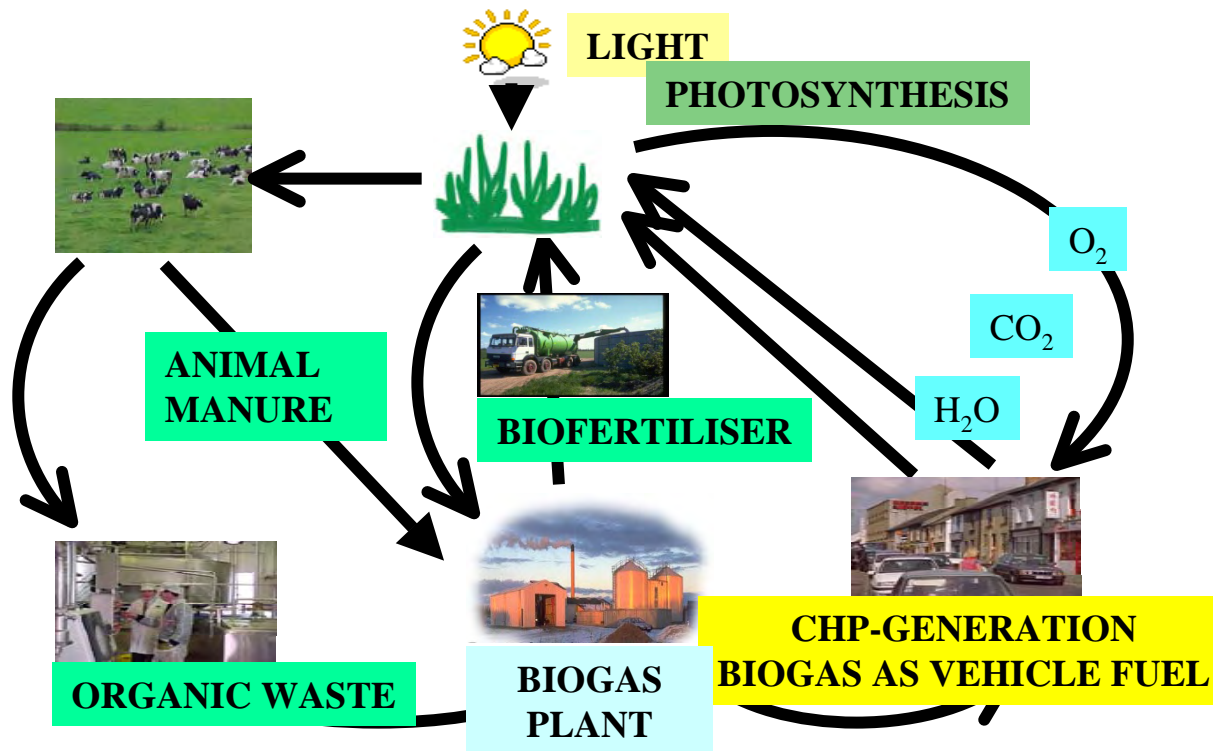 LIGHT
PHOTOSYNTHESIS
O₂
CO₂
H₂O
ANIMAL
MANURE
BIOFERTILISER
ORGANIC WASTE
BIOGAS
PLANT
CHP-GENERATION
BIOGAS AS VEHICLE FUEL